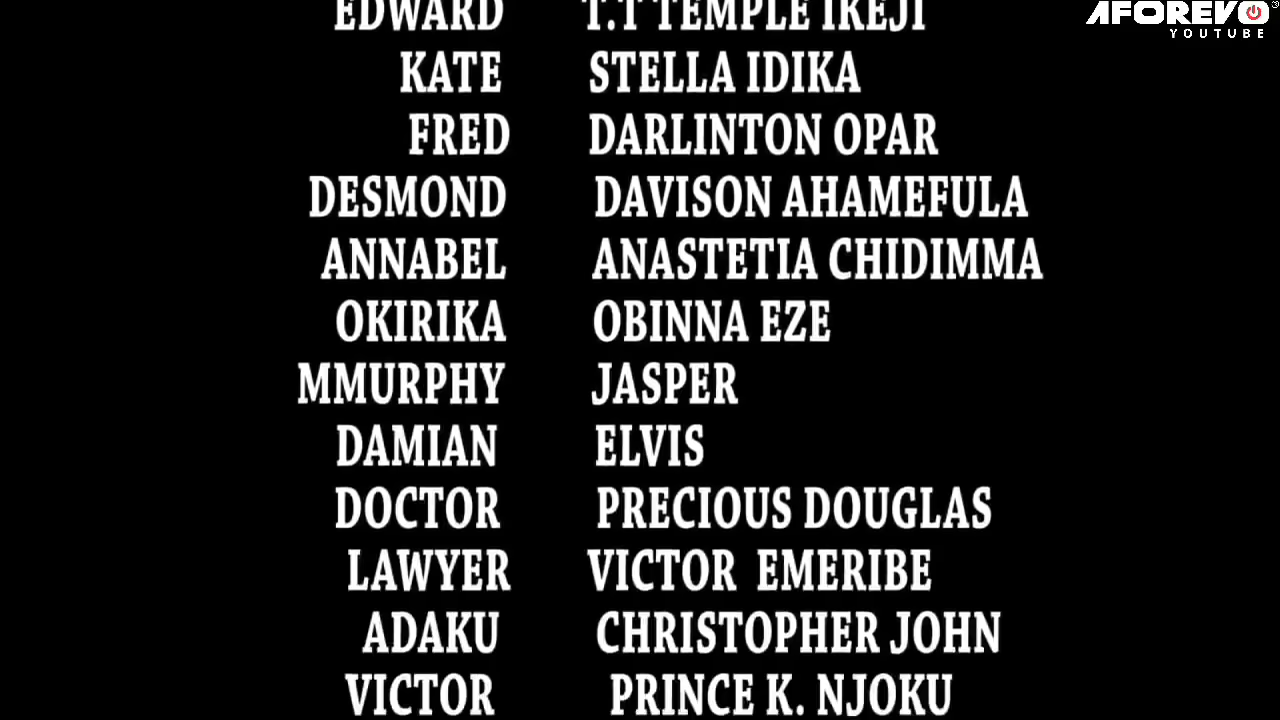 AFOREVO
YOUTUBE
EDWARD T.T TEMPLE IKEJI
KATE STELLA IDIKA
FRED DARLINTON OPAR
DESMOND DAVISON AHAMEFULA
ANNABEL ANASTETIA CHIDIMMA
OKIRIKA OBINNA EZE
MMURPHY JASPER
DAMIAN ELVIS
DOCTOR PRECIOUS DOUGLAS
LAWYER VICTOR EMERIBE
ADAKU CHRISTOPHER JOHN
VICTOR PRINCE K. NJOKU